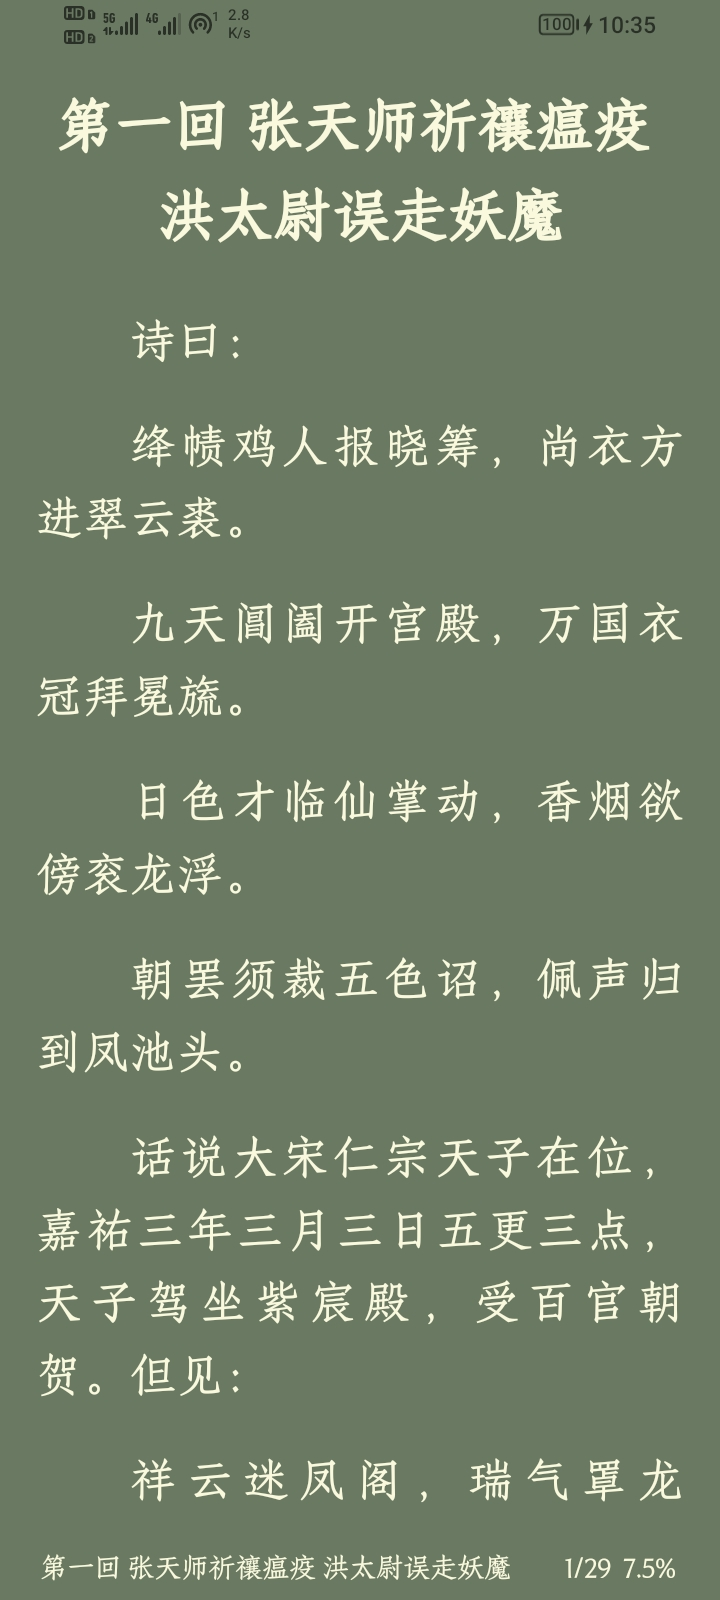 HD 1 5G 4G 1 2.8
HD 2 K/s 100 10:35
第一回 张天师祈禳瘟疫
洪太尉误走妖魔
诗曰：
绛帻鸡人报晓筹，尚衣方
进翠云裘。
九天阊阖开宫殿，万国衣
冠拜冕旒。
日色才临仙掌动，香烟欲
傍衮龙浮。
朝罢须裁五色诏，佩声归
到凤池头。
话说大宋仁宗天子在位，
嘉祐三年三月三日五更三点，
天子驾坐紫宸殿，受百官朝
贺。但见：
祥云迷凤阁，瑞气罩龙
第一回 张天师祈禳瘟疫 洪太尉误走妖魔 1/29 7.5%